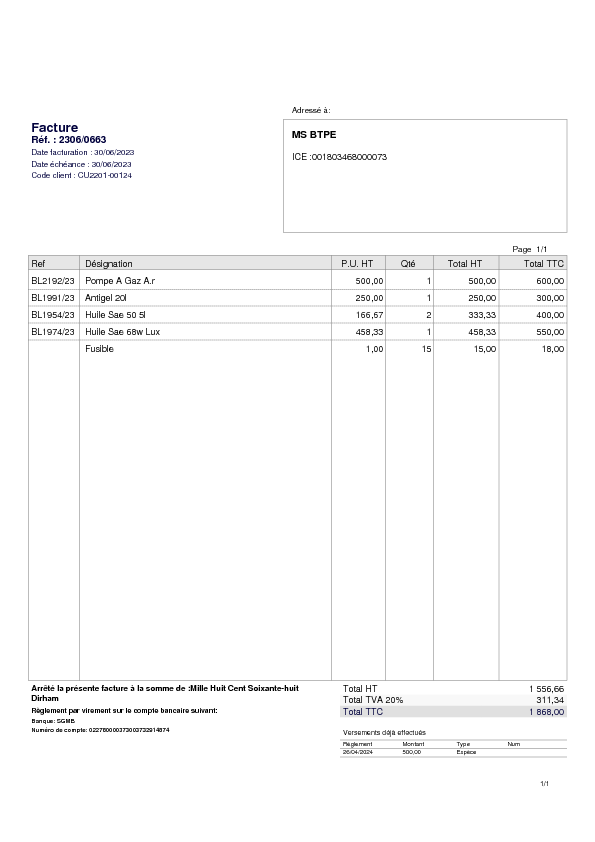 Adressé à:
Facture
Réf. : 2306/0663
Date facturation : 30/06/2023
Date échéance : 30/06/2023
Code client : CU2201-00124
MS BTPE
ICE :001803468000073
Page 1/1
Ref Désignation P.U. HT Qté Total HT Total TTC
BL2192/23 Pompe A Gaz A.r 500,00 1 500,00 600,00
BL1991/23 Antigel 20l 250,00 1 250,00 300,00
BL1954/23 Huile Sae 50 5l 166,67 2 333,33 400,00
BL1974/23 Huile Sae 68w Lux 458,33 1 458,33 550,00
Fusible 1,00 15 15,00 18,00
Arrêté la présente facture à la somme de :Mille Huit Cent Soixante-huit
Dirham
Règlement par virement sur le compte bancaire suivant:
Banque: SGMB
Numéro de compte: 022780000373003732914874
Total HT 1 556,66
Total TVA 20% 311,34
Total TTC 1 868,00
Versements déjà effectués
Règlement Montant Type Num
26/04/2024 500,00 Espèce
1/1